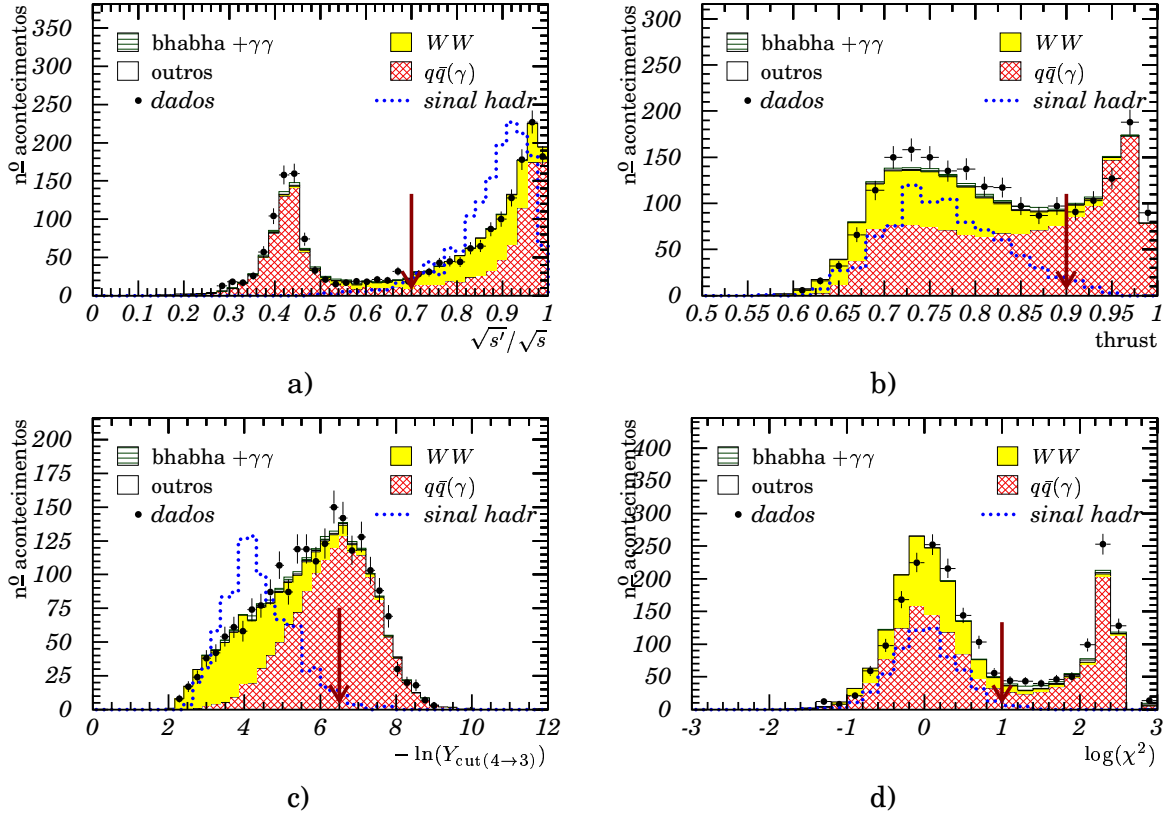 nº acontecimentos
350
300
250
200
150
100
50
0
bhabha +γγ
WW
outros
qq̄(γ)
dados
sinal hadr
0 0.1 0.2 0.3 0.4 0.5 0.6 0.7 0.8 0.9 1
√s′/√s
a)
nº acontecimentos
300
250
200
150
100
50
0
bhabha +γγ
WW
outros
qq̄(γ)
dados
sinal hadr
0.5 0.55 0.6 0.65 0.7 0.75 0.8 0.85 0.9 0.95 1
thrust
b)
nº acontecimentos
200
175
150
125
100
75
50
25
0
bhabha +γγ
WW
outros
qq̄(γ)
dados
sinal hadr
0 2 4 6 8 10 12
− ln(Ycut(4→3))
c)
nº acontecimentos
400
350
300
250
200
150
100
50
0
bhabha +γγ
WW
outros
qq̄(γ)
dados
sinal hadr
-3 -2 -1 0 1 2 3
log(χ²)
d)